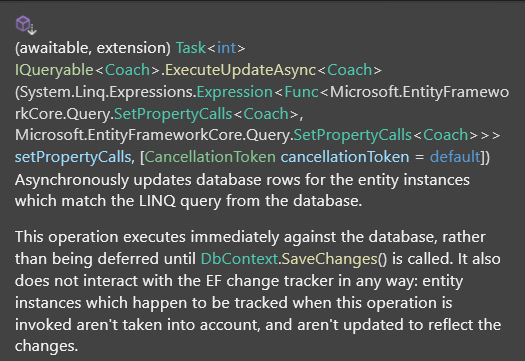 (awaitable, extension) Task<int>
IQueryable<Coach>.ExecuteUpdateAsync<Coach>
(System.Linq.Expressions.Expression<Func<Microsoft.EntityFramewo
rkCore.Query.SetPropertyCalls<Coach>,
Microsoft.EntityFrameworkCore.Query.SetPropertyCalls<Coach>>>
setPropertyCalls, [CancellationToken cancellationToken = default])
Asynchronously updates database rows for the entity instances
which match the LINQ query from the database.
This operation executes immediately against the database, rather
than being deferred until DbContext.SaveChanges() is called. It also
does not interact with the EF change tracker in any way: entity
instances which happen to be tracked when this operation is
invoked aren't taken into account, and aren't updated to reflect the
changes.